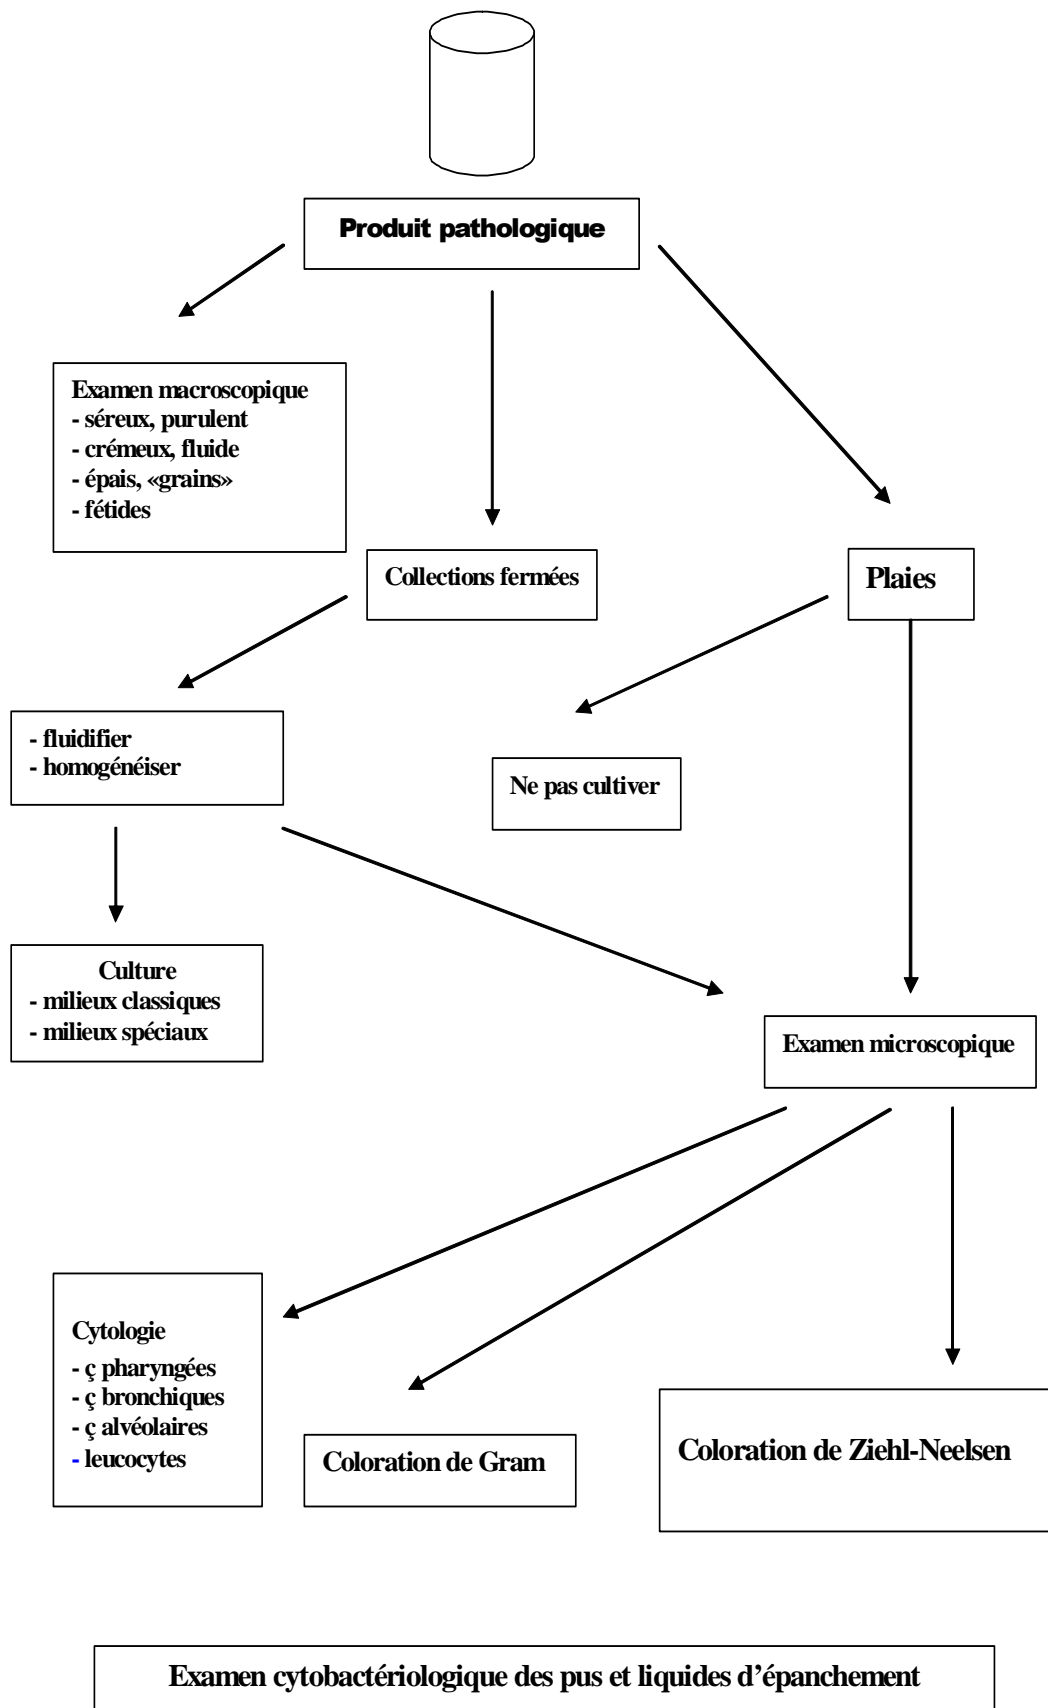 Produit pathologique
Examen macroscopique
- séreux, purulent
- crémeux, fluide
- épais, «grains»
- fétides
Collections fermées
Plaies
- fluidifier
- homogénéiser
Ne pas cultiver
Culture
- milieux classiques
- milieux spéciaux
Examen microscopique
Cytologie
- ç pharyngées
- ç bronchiques
- ç alvéolaires
- leucocytes
Coloration de Gram
Coloration de Ziehl-Neelsen
Examen cytobactériologique des pus et liquides d’épanchement